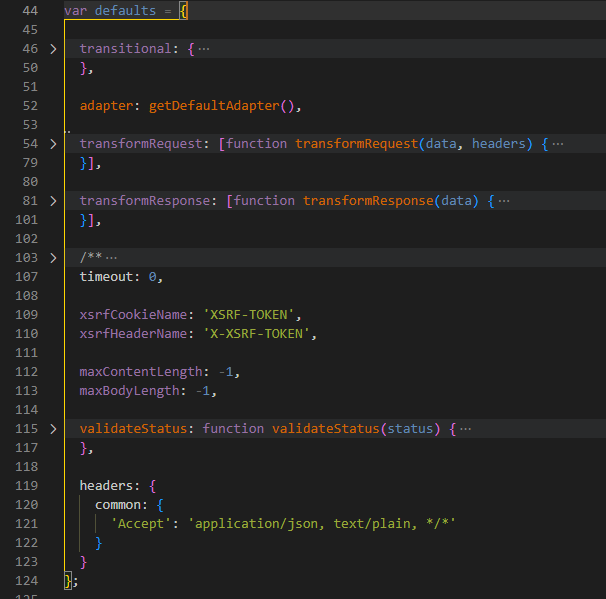 44 var defaults = {
45
46 > transitional: { ···
50 },
51
52 adapter: getDefaultAdapter(),
53
54 > transformRequest: [function transformRequest(data, headers) { ···
79 }],
80
81 > transformResponse: [function transformResponse(data) { ···
101 }],
102
103 > /** ···
107 timeout: 0,
108
109 xsrfCookieName: 'XSRF-TOKEN',
110 xsrfHeaderName: 'X-XSRF-TOKEN',
111
112 maxContentLength: -1,
113 maxBodyLength: -1,
114
115 > validateStatus: function validateStatus(status) { ···
117 },
118
119 headers: {
120 common: {
121 'Accept': 'application/json, text/plain, */*'
122 }
123 }
124 };
125